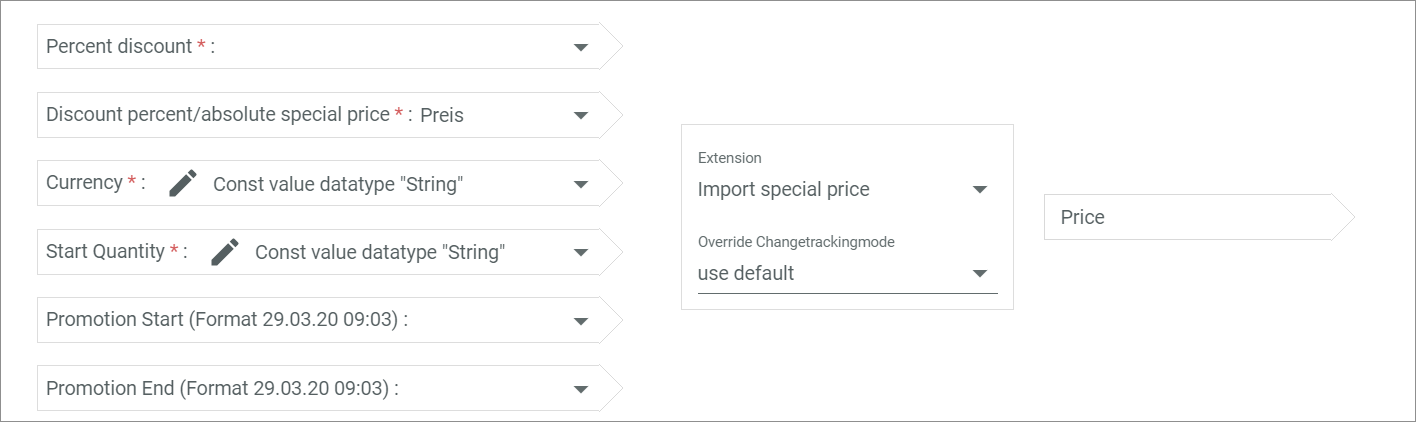 Percent discount * :
Discount percent/absolute special price * : Preis
Currency * : Const value datatype "String"
Start Quantity * : Const value datatype "String"
Promotion Start (Format 29.03.20 09:03) :
Promotion End (Format 29.03.20 09:03) :
Extension
Import special price
Override Changetrackingmode
use default
Price